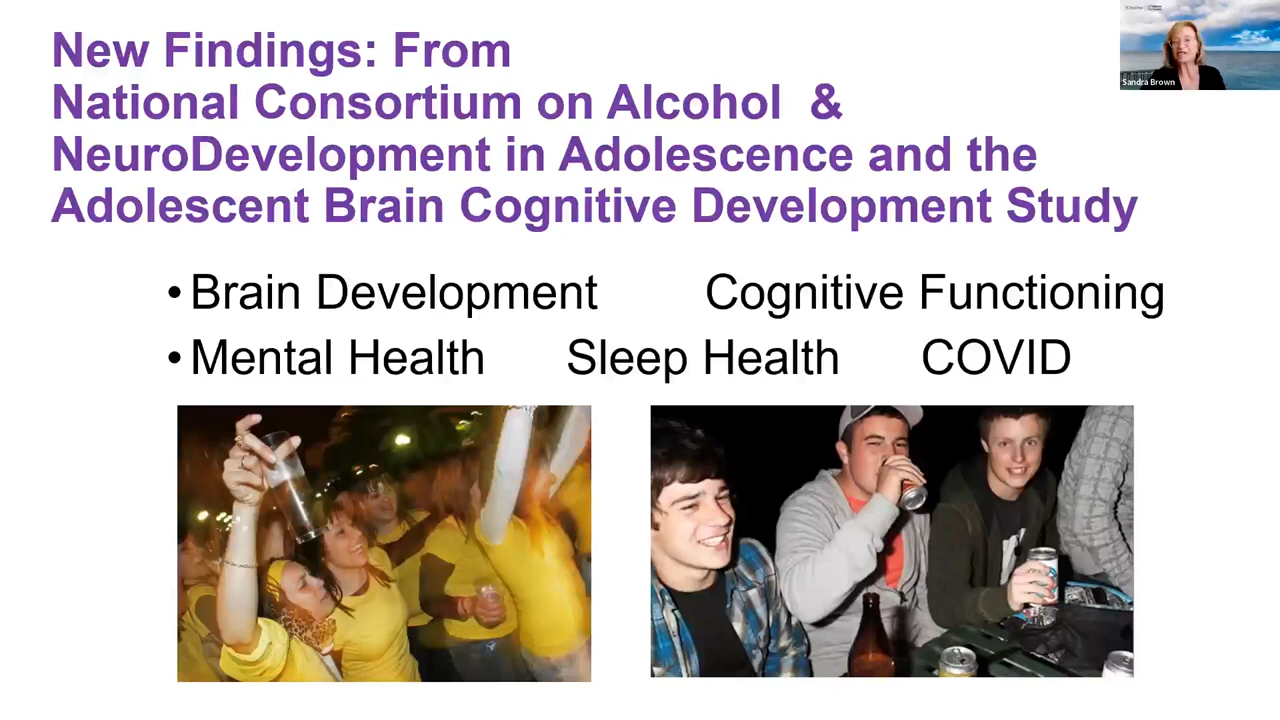 New Findings: From
National Consortium on Alcohol &
NeuroDevelopment in Adolescence and the
Adolescent Brain Cognitive Development Study
• Brain Development Cognitive Functioning
• Mental Health Sleep Health COVID
Sandra Brown